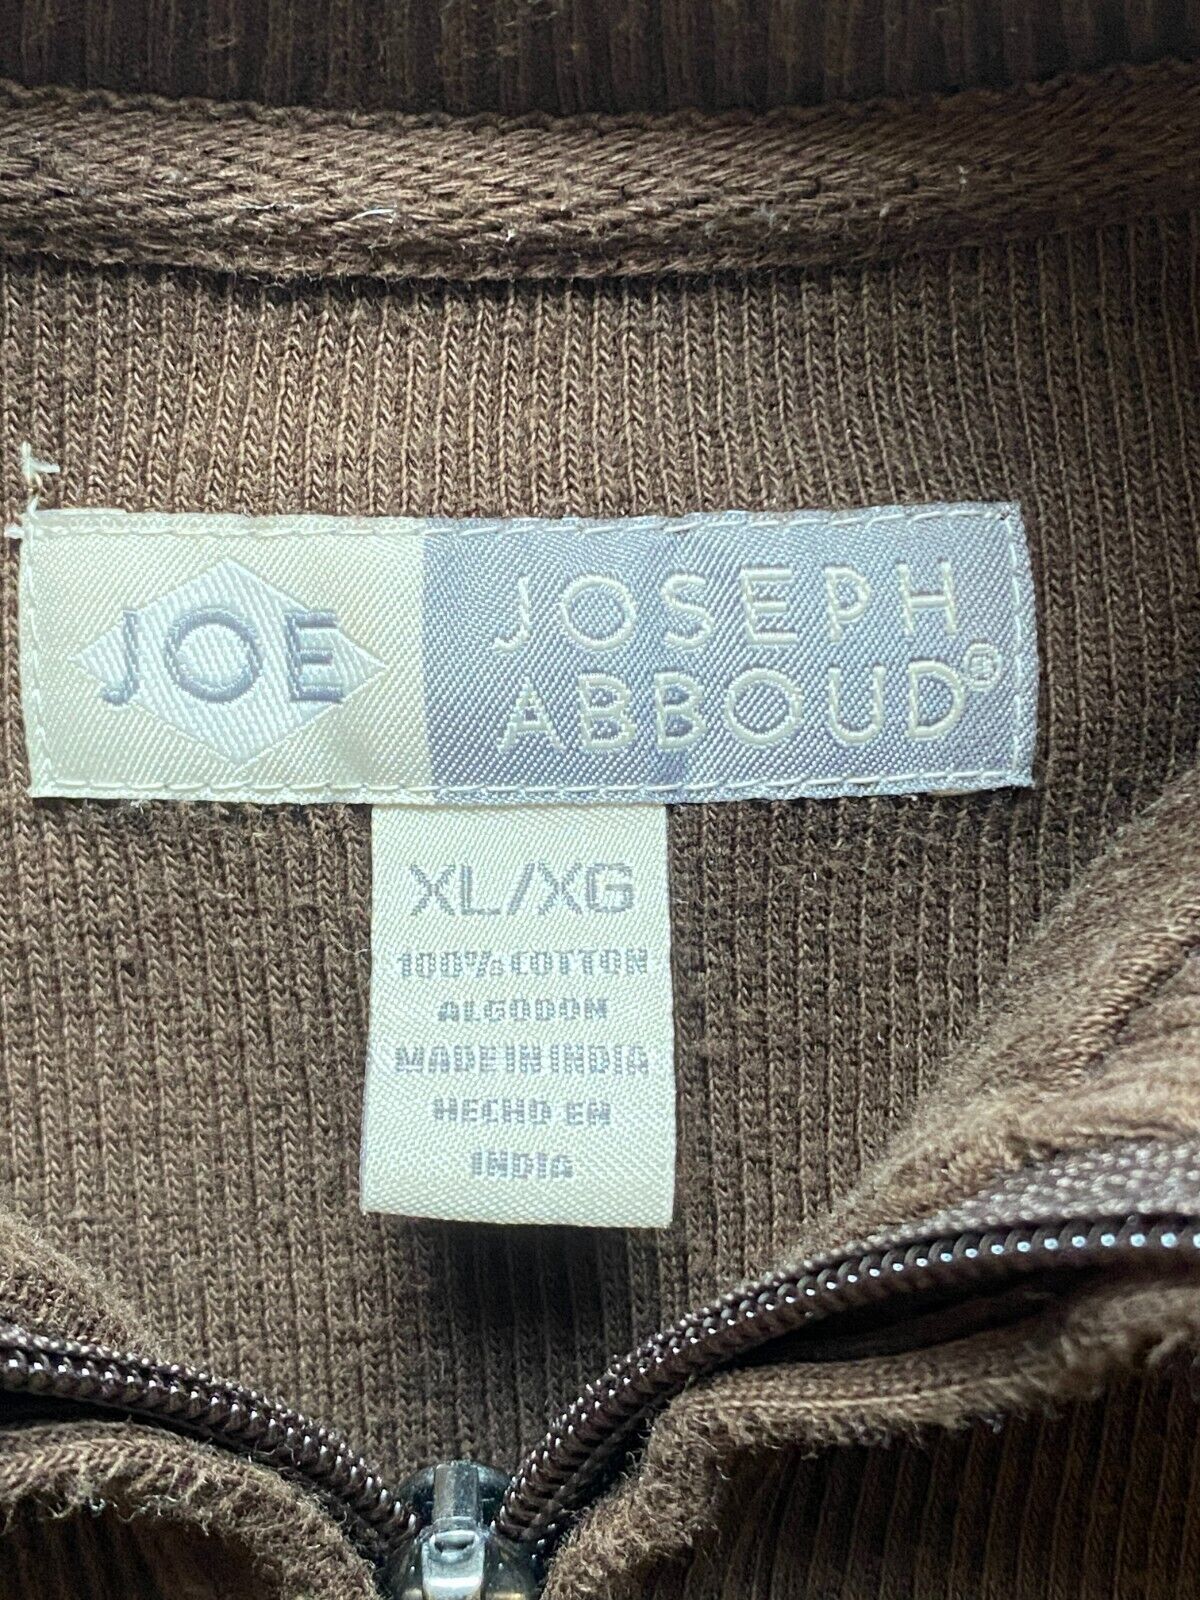 JOE
JOSEPH
ABBOUD®
XL/XG
100% COTTON
ALGODON
MADE IN INDIA
HECHO EN
INDIA